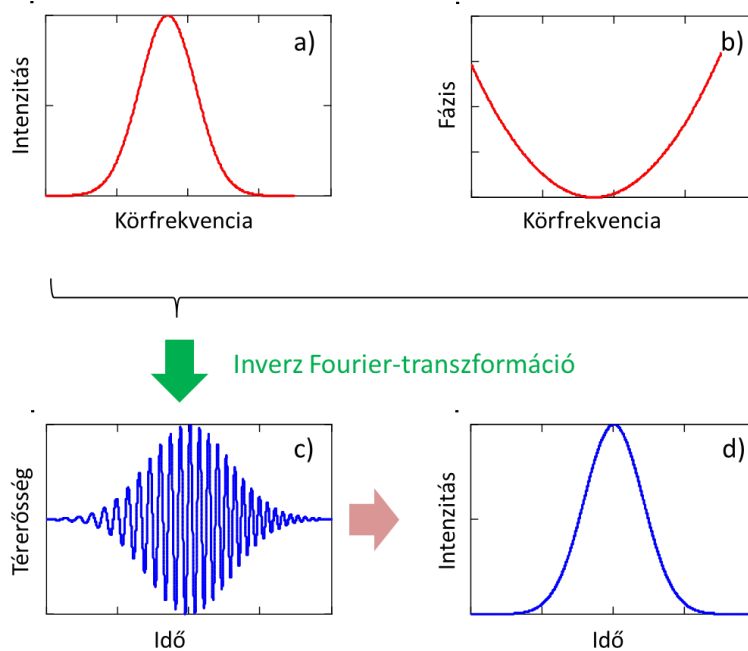 a)
Intenzitás
Körfrekvencia
b)
Fázis
Körfrekvencia
Inverz Fourier-transzformáció
c)
Térerősség
Idő
d)
Intenzitás
Idő